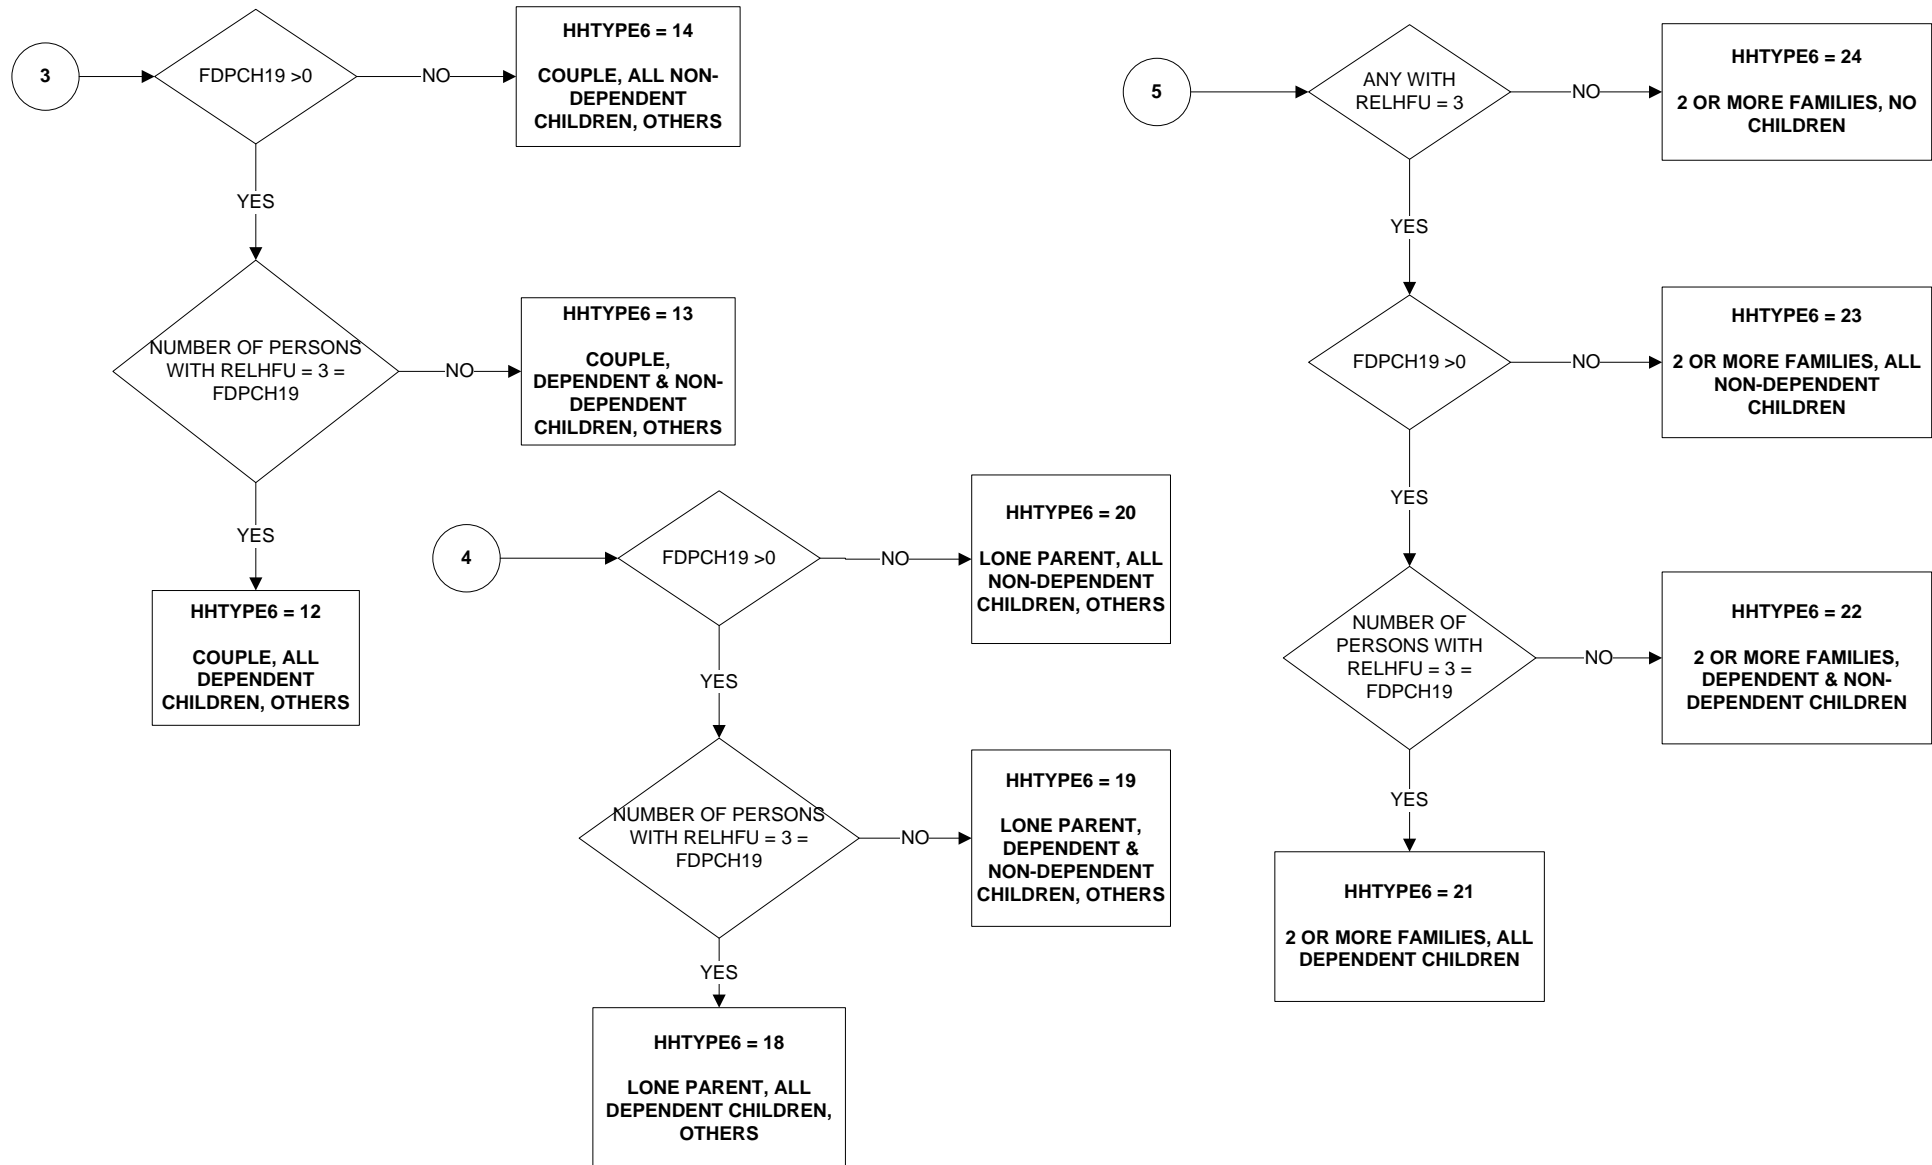 3
FDPCH19 >0
NO
HHTYPE6 = 14
COUPLE, ALL NON-
DEPENDENT
CHILDREN, OTHERS
YES
NUMBER OF PERSONS
WITH RELHFU = 3 =
FDPCH19
NO
HHTYPE6 = 13
COUPLE,
DEPENDENT & NON-
DEPENDENT
CHILDREN, OTHERS
YES
HHTYPE6 = 12
COUPLE, ALL
DEPENDENT
CHILDREN, OTHERS
4
FDPCH19 >0
NO
HHTYPE6 = 20
LONE PARENT, ALL
NON-DEPENDENT
CHILDREN, OTHERS
YES
NUMBER OF PERSONS
WITH RELHFU = 3 =
FDPCH19
NO
HHTYPE6 = 19
LONE PARENT,
DEPENDENT &
NON-DEPENDENT
CHILDREN, OTHERS
YES
HHTYPE6 = 18
LONE PARENT, ALL
DEPENDENT CHILDREN,
OTHERS
5
ANY WITH
RELHFU = 3
NO
HHTYPE6 = 24
2 OR MORE FAMILIES, NO
CHILDREN
YES
FDPCH19 >0
NO
HHTYPE6 = 23
2 OR MORE FAMILIES, ALL
NON-DEPENDENT
CHILDREN
YES
NUMBER OF
PERSONS WITH
RELHFU = 3 =
FDPCH19
NO
HHTYPE6 = 22
2 OR MORE FAMILIES,
DEPENDENT & NON-
DEPENDENT CHILDREN
YES
HHTYPE6 = 21
2 OR MORE FAMILIES, ALL
DEPENDENT CHILDREN